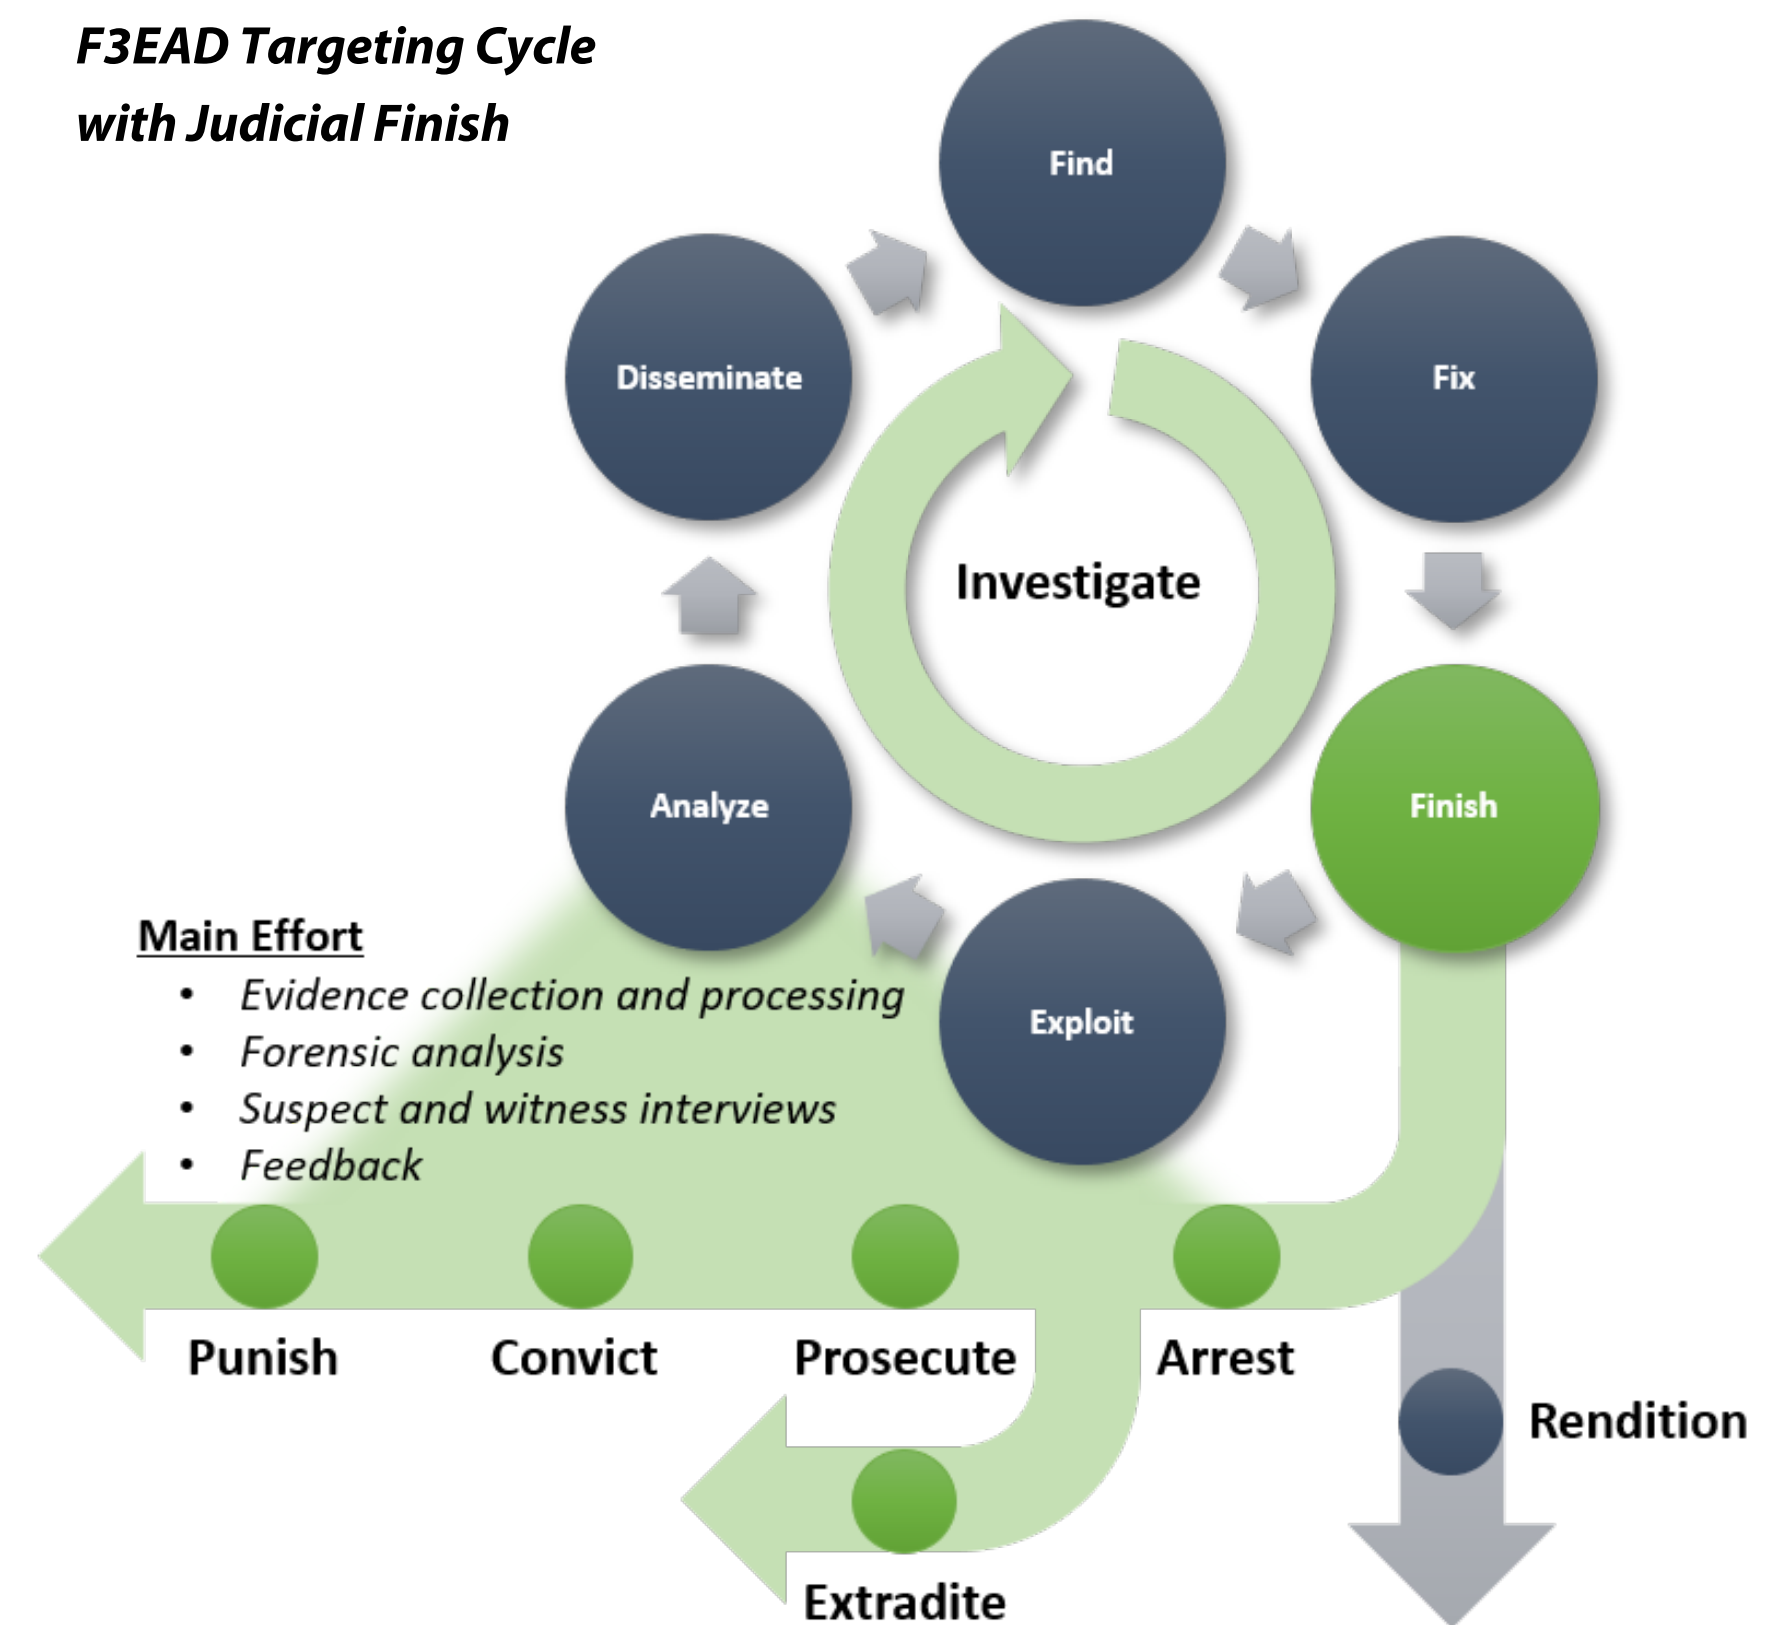 F3EAD Targeting Cycle
with Judicial Finish
Find
Disseminate
Fix
Investigate
Analyze
Finish
Exploit
Main Effort
• Evidence collection and processing
• Forensic analysis
• Suspect and witness interviews
• Feedback
Punish
Convict
Prosecute
Arrest
Rendition
Extradite